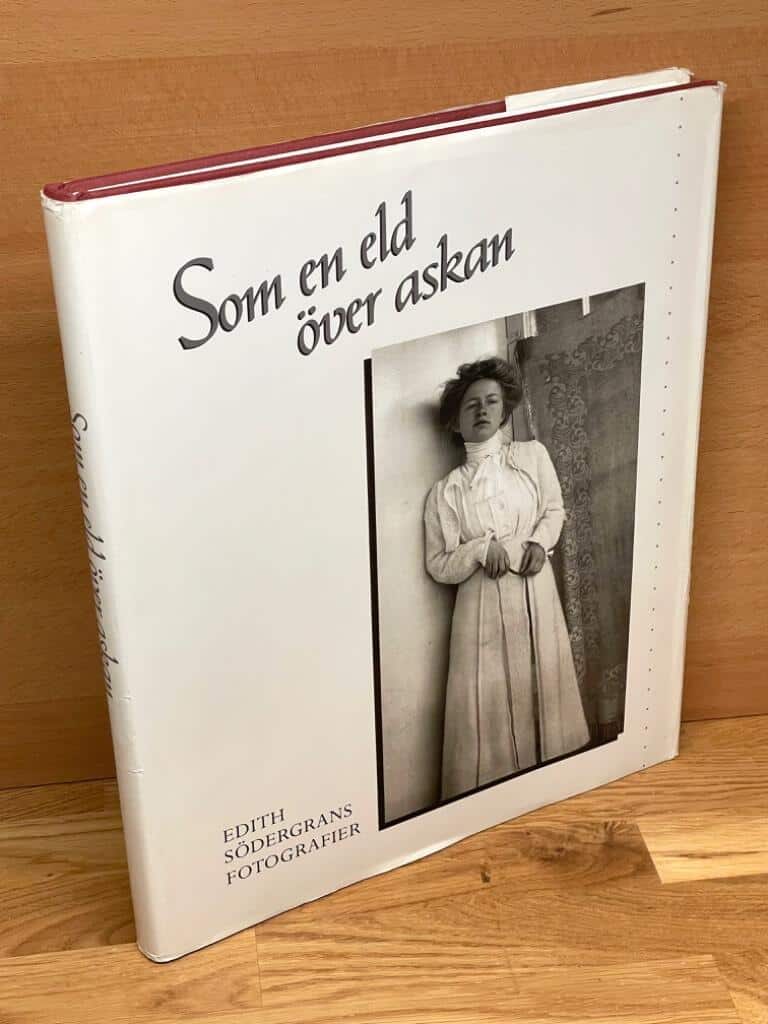 Som en eld
över askan
EDITH
SÖDERGRANS
FOTOGRAFIER
Som en eld över askan